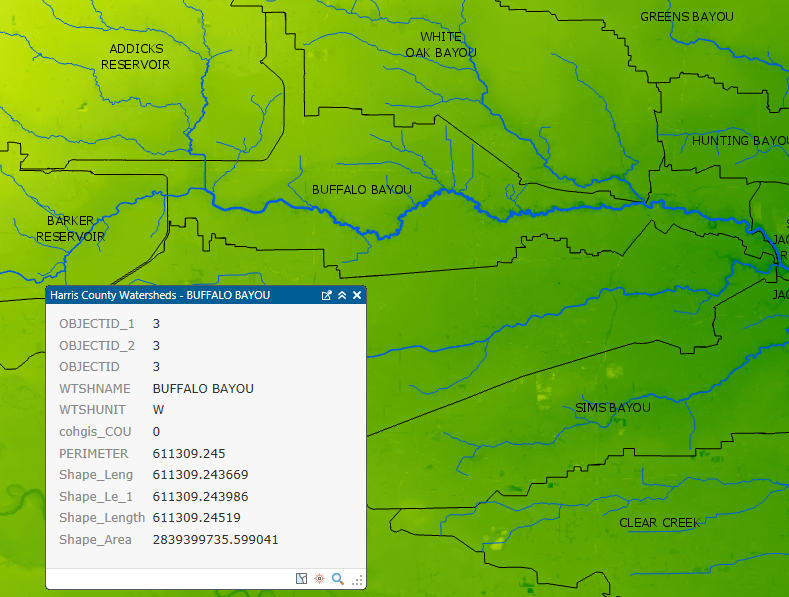 GREENS BAYOU
WHITE
OAK BAYOU
ADDICKS
RESERVOIR
HUNTING BAYOU
BUFFALO BAYOU
BARKER
RESERVOIR
S
JAC
R
JAC
Harris County Watersheds - BUFFALO BAYOU
OBJECTID_1 3
OBJECTID_2 3
OBJECTID 3
WTSHNAME BUFFALO BAYOU
WTSHUNIT W
cohgis_COU 0
PERIMETER 611309.245
Shape_Leng 611309.243669
Shape_Le_1 611309.243986
Shape_Length 611309.24519
Shape_Area 2839399735.599041
SIMS BAYOU
CLEAR CREEK